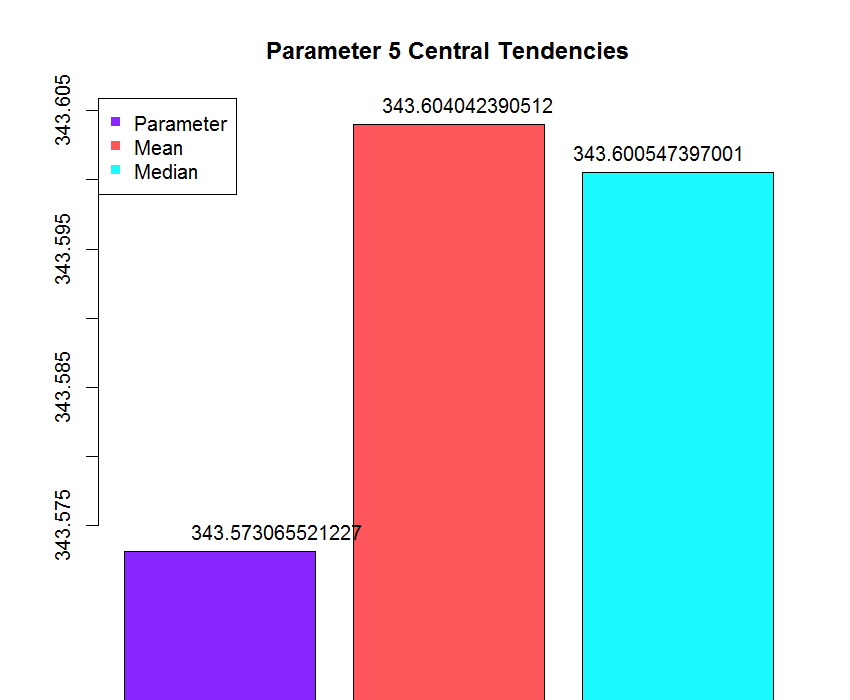 Parameter 5 Central Tendencies
343.605
343.595
343.585
343.575
Parameter
Mean
Median
343.573065521227
343.604042390512
343.600547397001